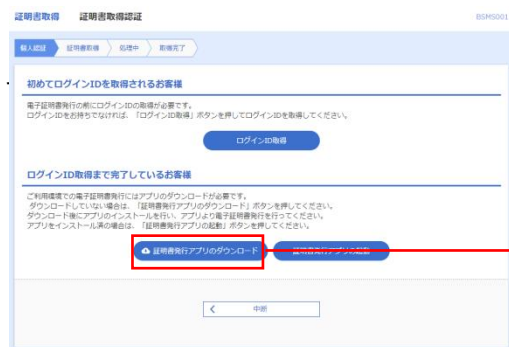 証明書取得 証明書取得認証
BSMS001
個人認証 証明書取得 処理中 取得完了
初めてログインIDを取得されるお客様
電子証明書発行の前にログインIDの取得が必要です。
ログインIDをお持ちでなければ、「ログインID取得」ボタンを押してログインIDを取得してください。
ログインID取得
ログインID取得まで完了しているお客様
ご利用環境での電子証明書発行にはアプリのダウンロードが必要です。
ダウンロードしていない場合は、「証明書発行アプリのダウンロード」ボタンを押してください。
ダウンロード後にアプリのインストールを行い、アプリより電子証明書発行を行ってください。
アプリをインストール済の場合は、「証明書発行アプリの起動」ボタンを押してください。
証明書発行アプリのダウンロード 証明書発行アプリの起動
中断